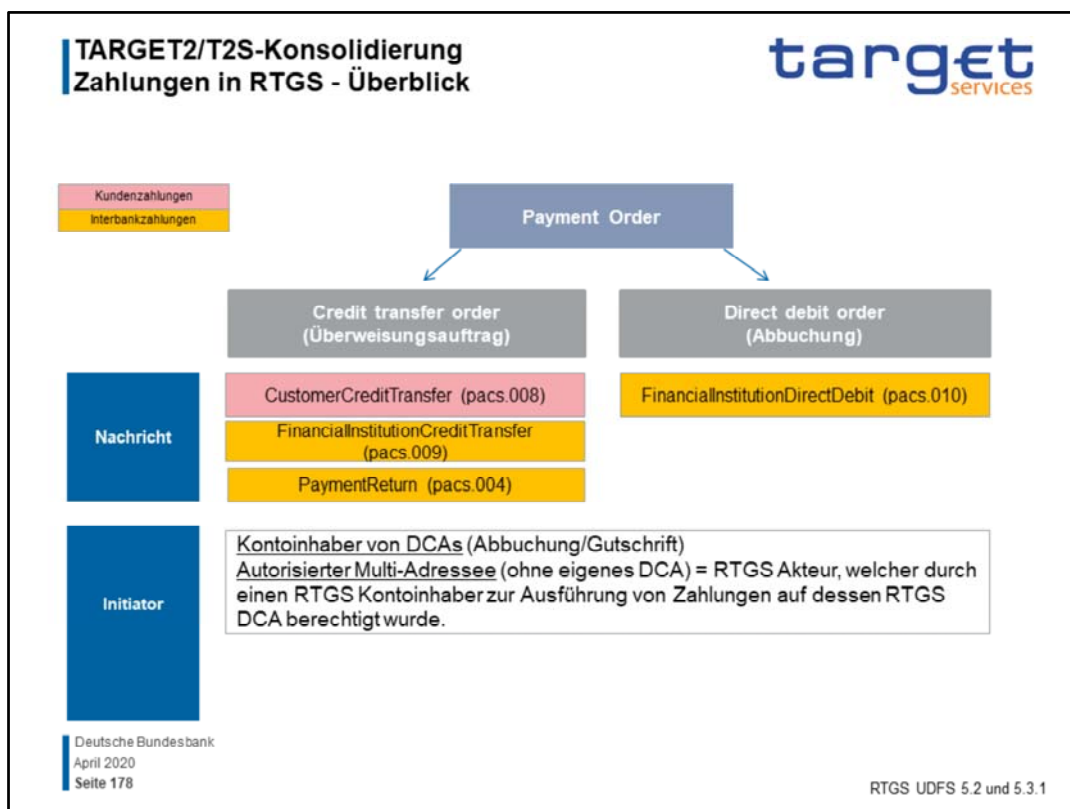 TARGET2/T2S-Konsolidierung
Zahlungen in RTGS - Überblick
target
services
Kundenzahlungen
Interbankzahlungen
Payment Order
Credit transfer order
(Überweisungsauftrag)
Direct debit order
(Abbuchung)
Nachricht
CustomerCreditTransfer (pacs.008)
FinancialInstitutionCreditTransfer
(pacs.009)
PaymentReturn (pacs.004)
FinancialInstitutionDirectDebit (pacs.010)
Initiator
Kontoinhaber von DCAs (Abbuchung/Gutschrift)
Autorisierter Multi-Adressee (ohne eigenes DCA) = RTGS Akteur, welcher durch
einen RTGS Kontoinhaber zur Ausführung von Zahlungen auf dessen RTGS
DCA berechtigt wurde.
Deutsche Bundesbank
April 2020
Seite 178
RTGS UDFS 5.2 und 5.3.1